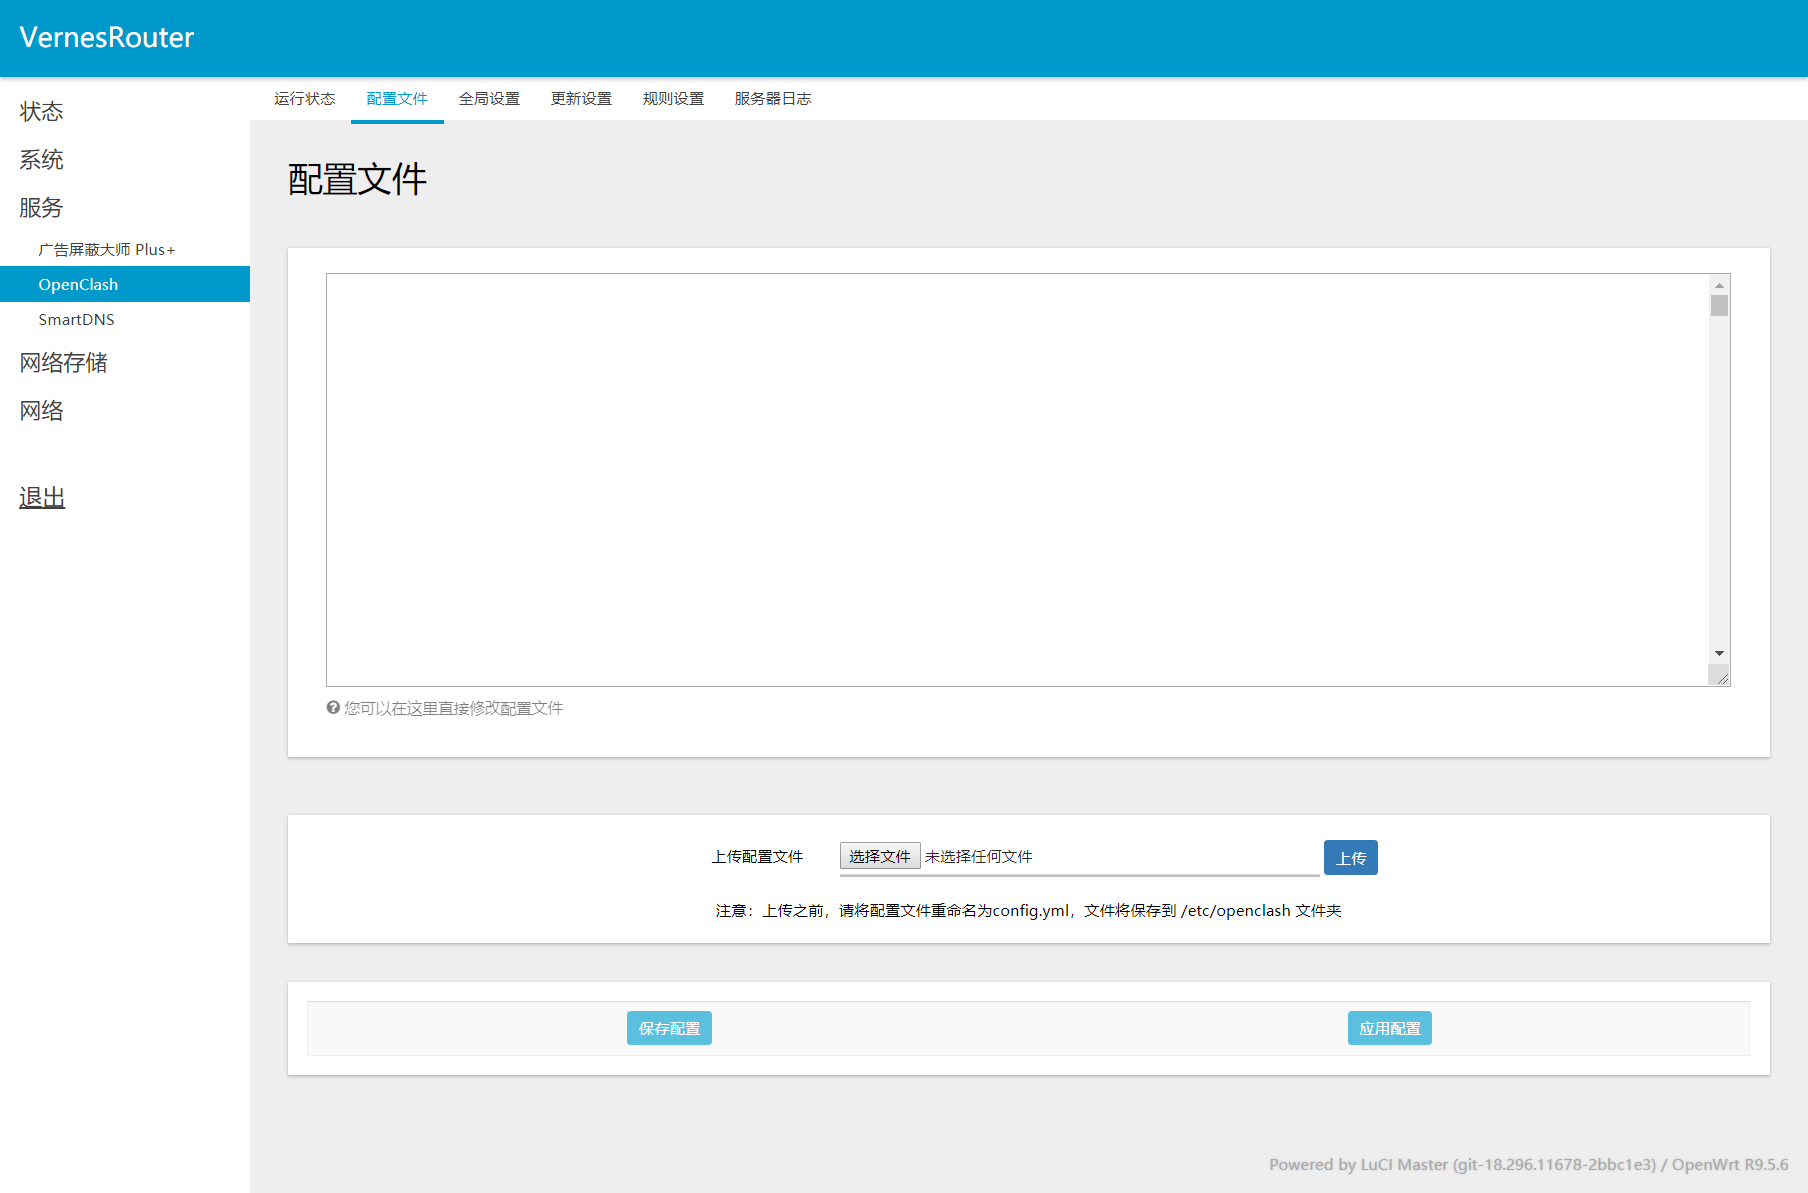 VernesRouter
状态
系统
服务
广告屏蔽大师 Plus+
OpenClash
SmartDNS
网络存储
网络
退出
运行状态 配置文件 全局设置 更新设置 规则设置 服务器日志
配置文件
您可以在这里直接修改配置文件
上传配置文件 选择文件 未选择任何文件 上传
注意：上传之前，请将配置文件重命名为config.yml，文件将保存到 /etc/openclash 文件夹
保存配置 应用配置
Powered by LuCI Master (git-18.296.11678-2bbc1e3) / OpenWrt R9.5.6